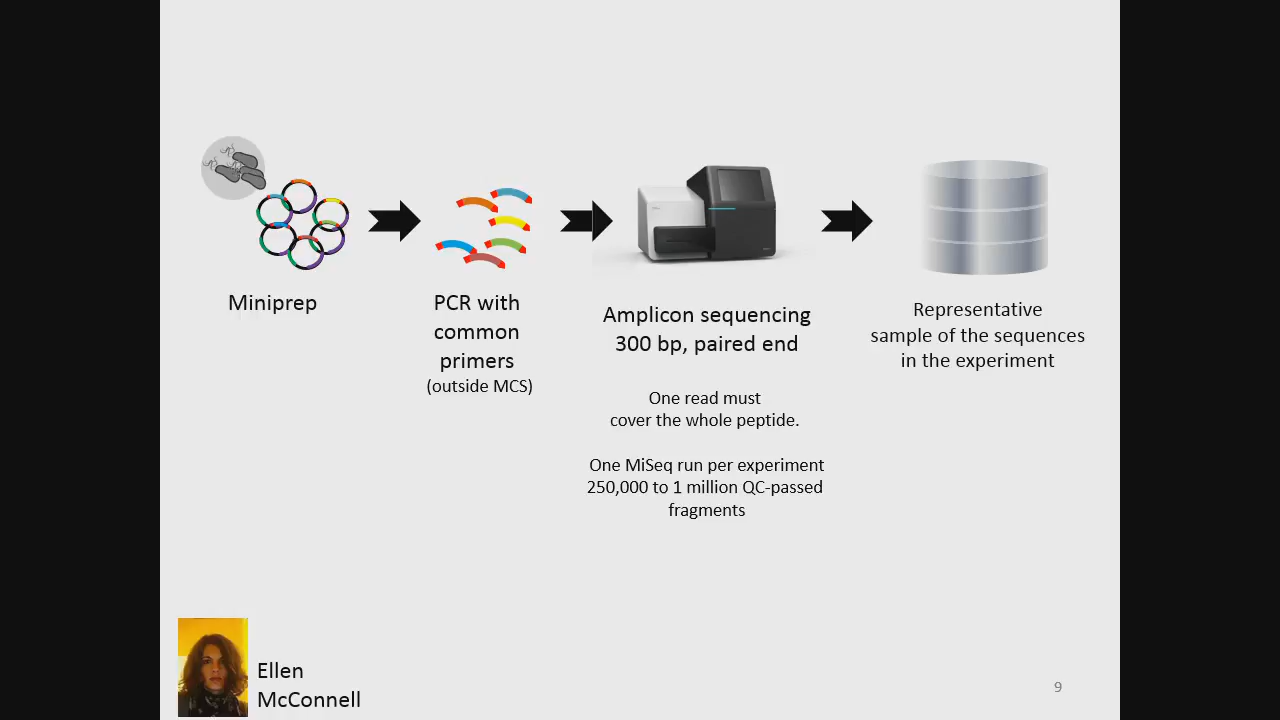 Miniprep
PCR with
common
primers
(outside MCS)
Amplicon sequencing
300 bp, paired end
One read must
cover the whole peptide.
One MiSeq run per experiment
250,000 to 1 million QC-passed
fragments
Representative
sample of the sequences
in the experiment
Ellen
McConnell
9